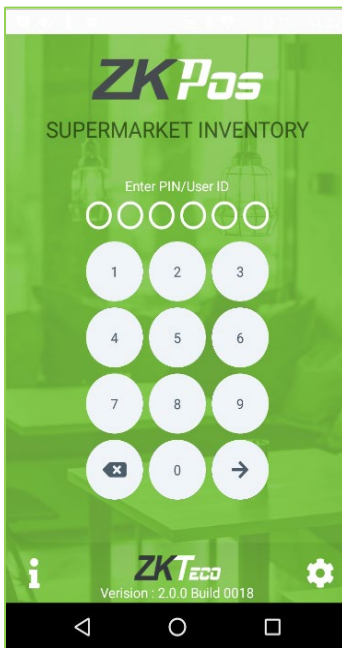 ZKPos
SUPERMARKET INVENTORY
Enter PIN/User ID
1 2 3
4 5 6
7 8 9
0
i
ZKTECO
Verision : 2.0.0 Build 0018